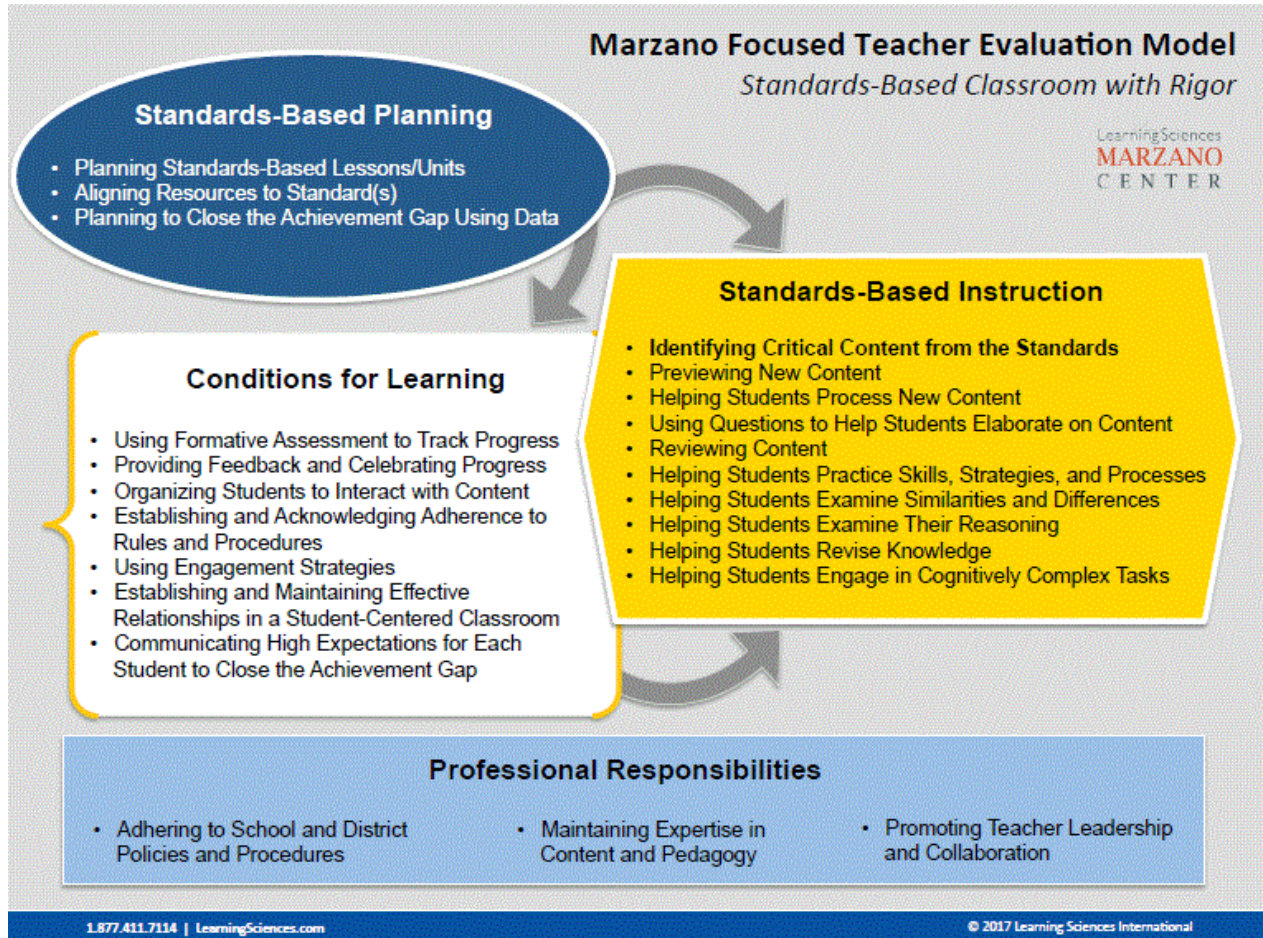 Marzano Focused Teacher Evaluation Model
Standards-Based Classroom with Rigor
LearningSciences
MARZANO
CENTER
Standards-Based Planning
• Planning Standards-Based Lessons/Units
• Aligning Resources to Standard(s)
• Planning to Close the Achievement Gap Using Data
Standards-Based Instruction
• Identifying Critical Content from the Standards
• Previewing New Content
• Helping Students Process New Content
• Using Questions to Help Students Elaborate on Content
• Reviewing Content
• Helping Students Practice Skills, Strategies, and Processes
• Helping Students Examine Similarities and Differences
• Helping Students Examine Their Reasoning
• Helping Students Revise Knowledge
• Helping Students Engage in Cognitively Complex Tasks
Conditions for Learning
• Using Formative Assessment to Track Progress
• Providing Feedback and Celebrating Progress
• Organizing Students to Interact with Content
• Establishing and Acknowledging Adherence to
Rules and Procedures
• Using Engagement Strategies
• Establishing and Maintaining Effective
Relationships in a Student-Centered Classroom
• Communicating High Expectations for Each
Student to Close the Achievement Gap
Professional Responsibilities
• Adhering to School and District
Policies and Procedures
• Maintaining Expertise in
Content and Pedagogy
• Promoting Teacher Leadership
and Collaboration
1.877.411.7114 | LearningSciences.com
© 2017 Learning Sciences International